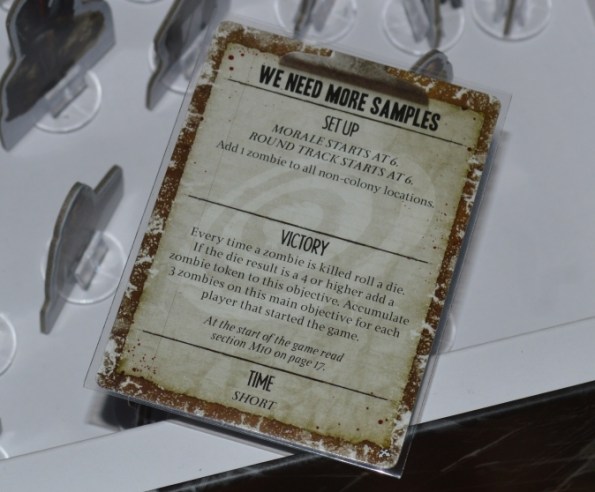 WE NEED MORE SAMPLES
SET UP
MORALE STARTS AT 6.
ROUND TRACK STARTS AT 6.
Add 1 zombie to all non-colony locations.
VICTORY
Every time a zombie is killed roll a die.
If the die result is a 4 or higher add a
zombie token to this objective. Accumulate
3 zombies on this main objective for each
player that started the game.
At the start of the game read
section M10 on page 17.
TIME
SHORT